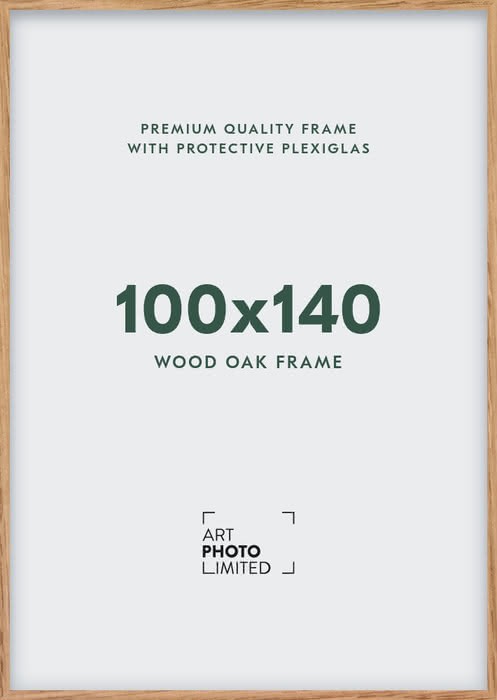 PREMIUM QUALITY FRAME
WITH PROTECTIVE PLEXIGLAS
100x140
WOOD OAK FRAME
ART
PHOTO
LIMITED